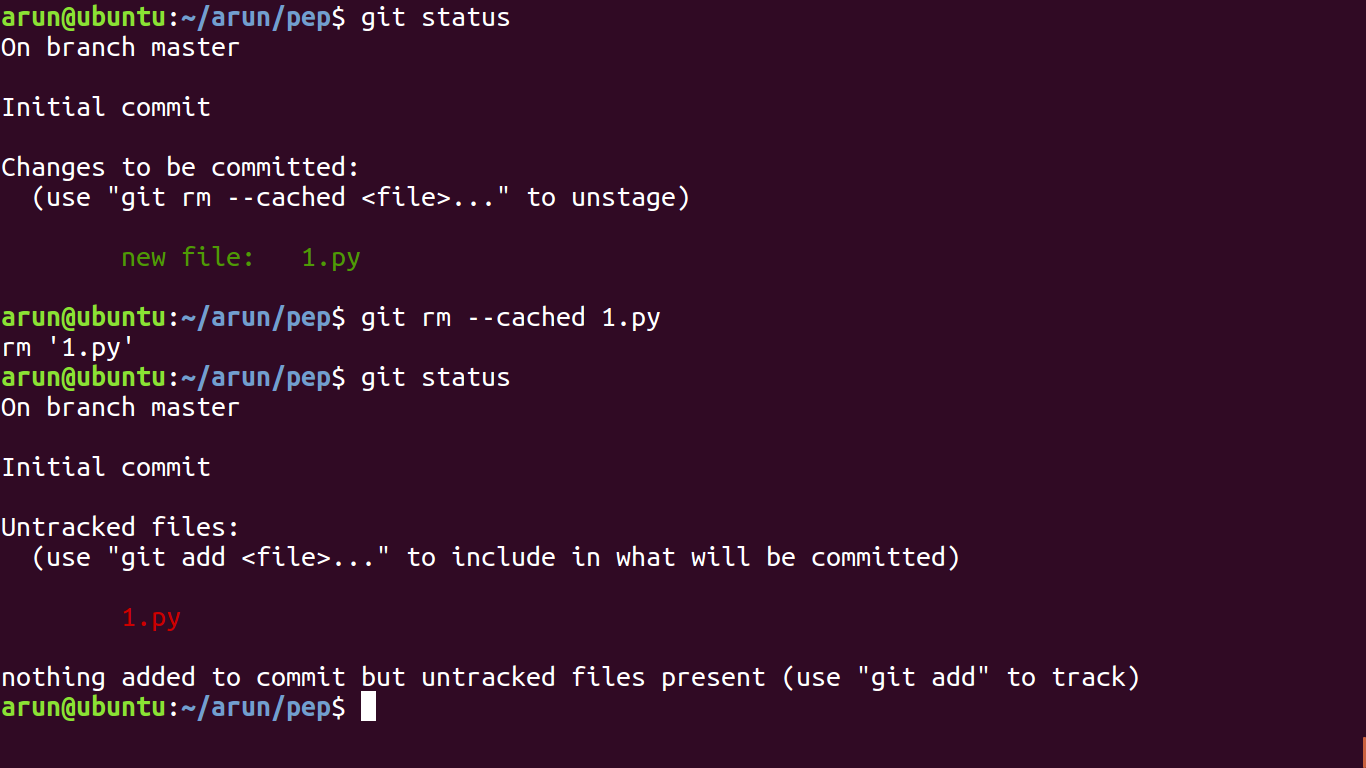 arun@ubuntu:~/arun/pep$ git status
On branch master
Initial commit
Changes to be committed:
  (use "git rm --cached <file>..." to unstage)
        new file:   1.py
arun@ubuntu:~/arun/pep$ git rm --cached 1.py
rm '1.py'
arun@ubuntu:~/arun/pep$ git status
On branch master
Initial commit
Untracked files:
  (use "git add <file>..." to include in what will be committed)
        1.py
nothing added to commit but untracked files present (use "git add" to track)
arun@ubuntu:~/arun/pep$